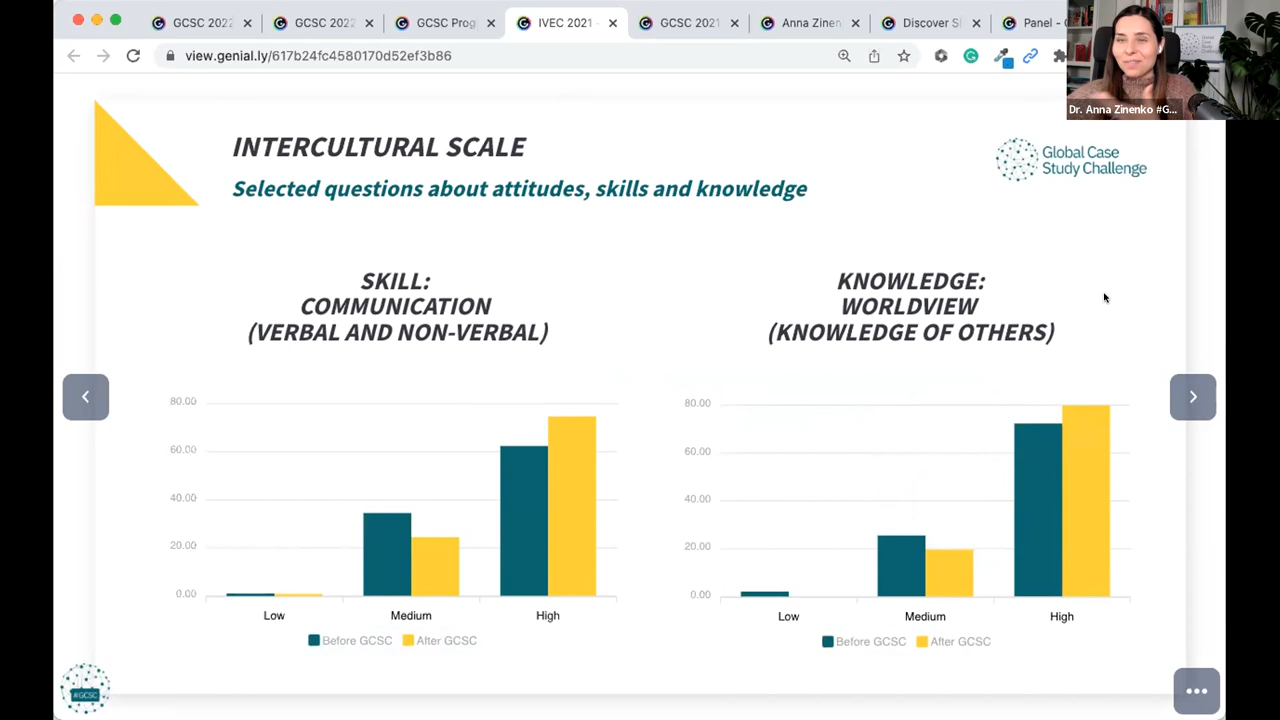 GCSC 2022
GCSC 2022
GCSC Prog
IVEC 2021 -
GCSC 2021
Anna Zinen
Discover S
Panel -
view.genial.ly/617b24fc4580170d52ef3b86
Dr. Anna Zinenko #G...
INTERCULTURAL SCALE
Selected questions about attitudes, skills and knowledge
Global Case
Study Challenge
SKILL:
COMMUNICATION
(VERBAL AND NON-VERBAL)
80.00
60.00
40.00
20.00
0.00
Low
Medium
High
Before GCSC
After GCSC
KNOWLEDGE:
WORLDVIEW
(KNOWLEDGE OF OTHERS)
80.00
60.00
40.00
20.00
0.00
Low
Medium
High
Before GCSC
After GCSC
#GCSC